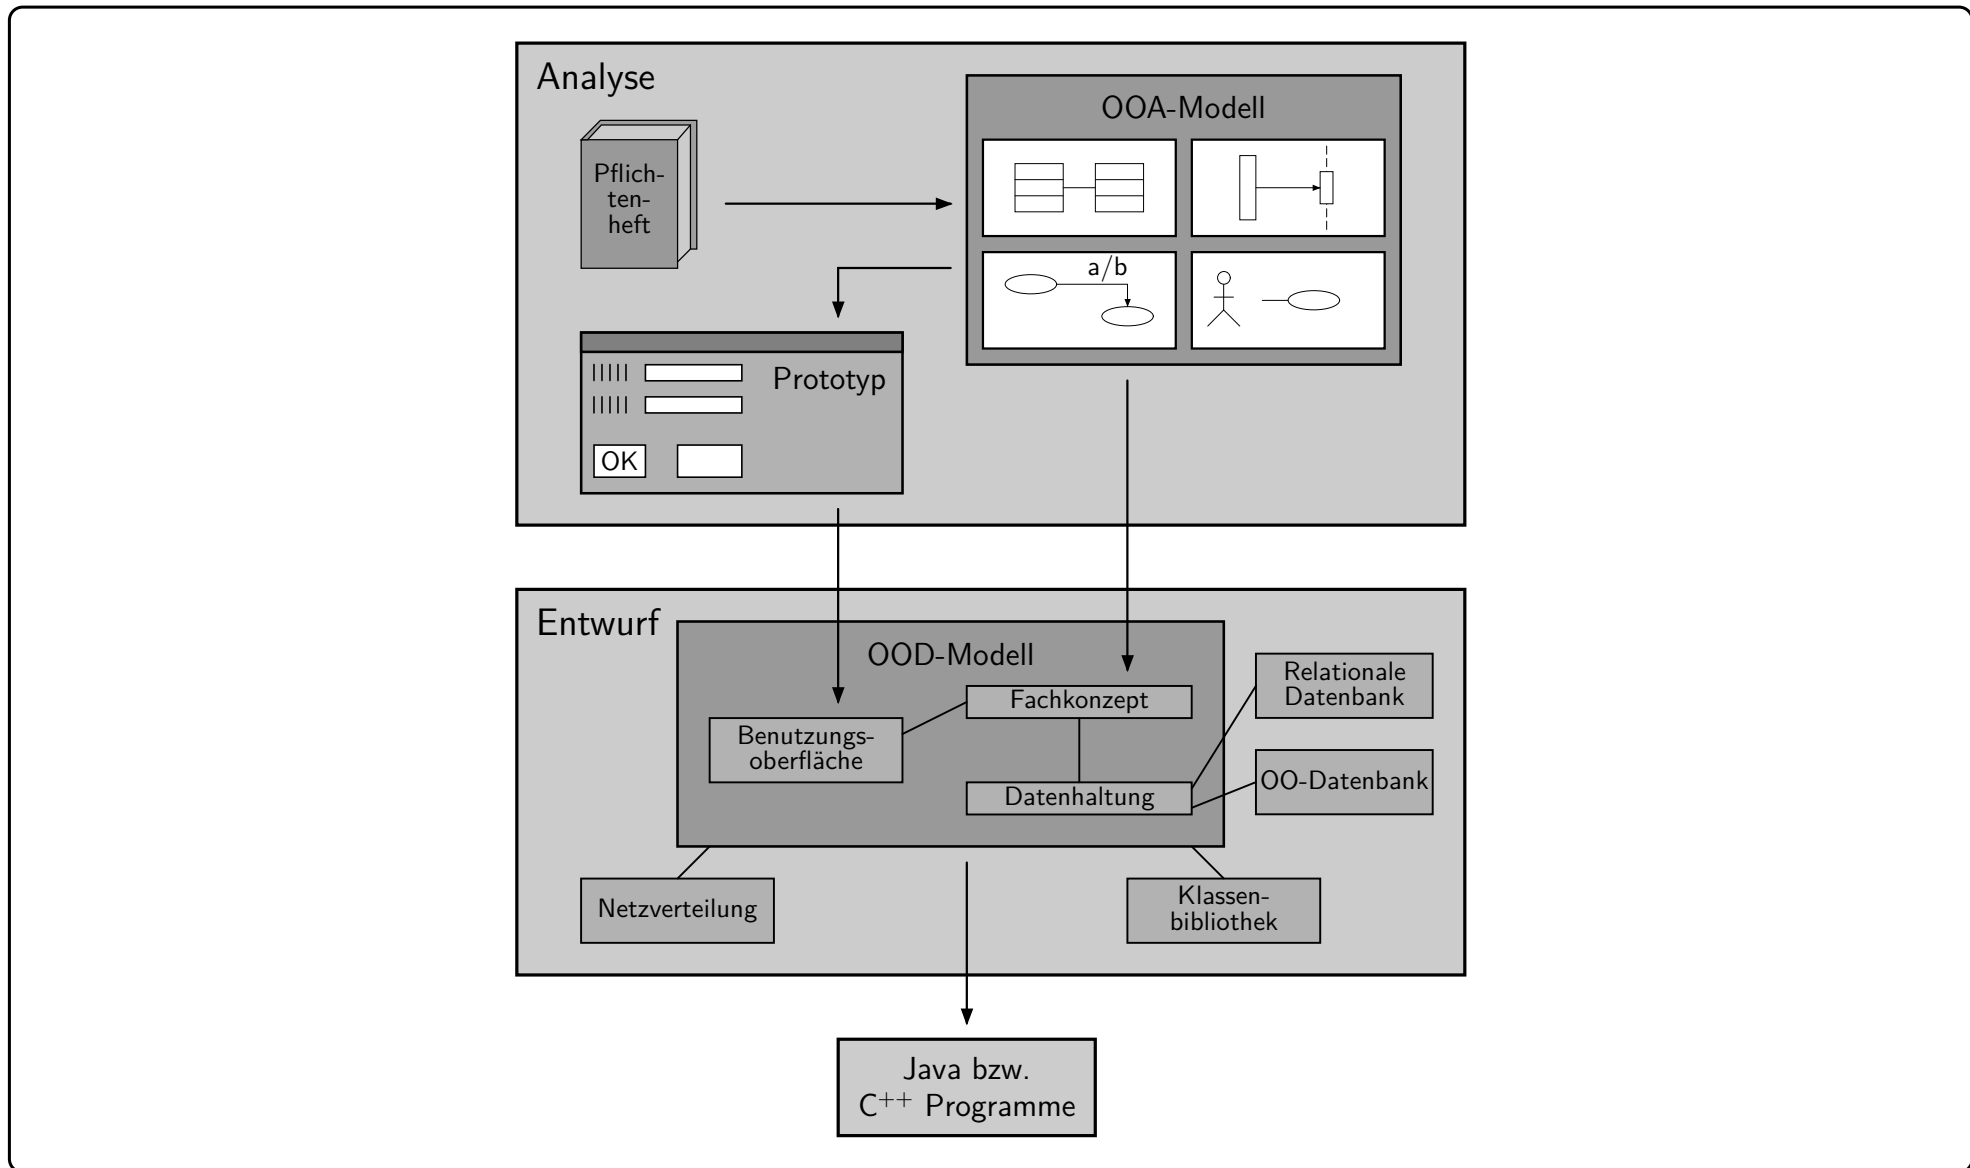 Analyse
OOA-Modell
Pflich-
ten-
heft
a/b
Prototyp
OK
Entwurf
OOD-Modell
Relationale
Datenbank
Fachkonzept
Benutzungs-
oberfläche
OO-Datenbank
Datenhaltung
Netzverteilung
Klassen-
bibliothek
Java bzw.
C++ Programme